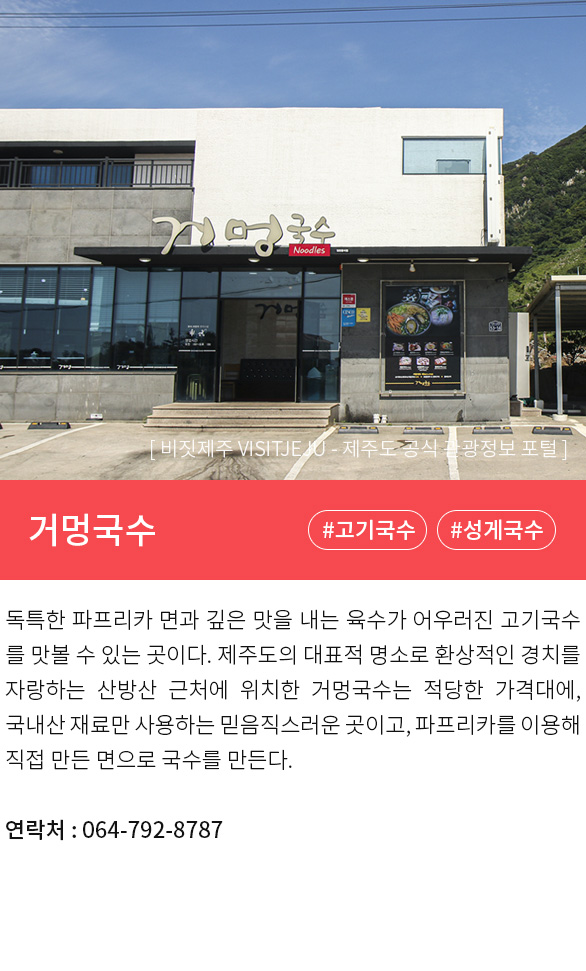 거멍국수
Noodles
[ 비짓제주 VISITJEJU - 제주도 공식 관광정보 포털 ]
거멍국수 #고기국수 #성게국수
독특한 파프리카 면과 깊은 맛을 내는 육수가 어우러진 고기국수
를 맛볼 수 있는 곳이다. 제주도의 대표적 명소로 환상적인 경치를
자랑하는 산방산 근처에 위치한 거멍국수는 적당한 가격대에,
국내산 재료만 사용하는 믿음직스러운 곳이고, 파프리카를 이용해
직접 만든 면으로 국수를 만든다.
연락처 : 064-792-8787